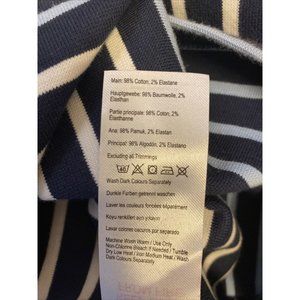 Main: 98% Cotton, 2% Elastane
Hauptgewebe: 98% Baumwolle, 2%
Elasthan
Partie principale: 98% Coton, 2%
Élasthanne
Ana: 98% Pamuk, 2% Elastan
Principal: 98% Algodón, 2% Elastano
Excluding all Trimmings
Wash Dark Colours Separately
Dunkle Farben getrennt waschen
Laver les couleurs foncées séparément
Koyu renkleri ayrı yıkayın
Lavar colores oscuros por separado
Machine Wash Warm / Use Only
Non-Chlorine Bleach If Needed / Tumble
Dry Low Heat / Iron Medium Heat / Wash
Dark Colours Separately